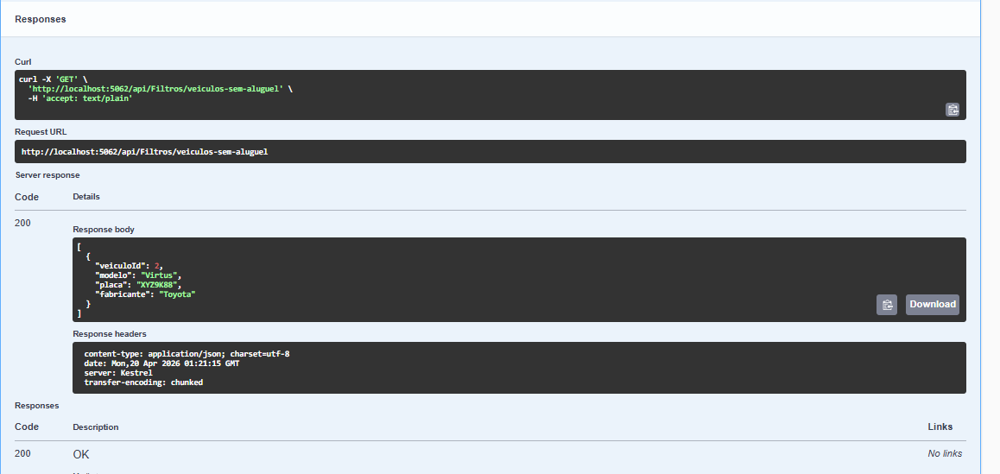 Responses
Curl
curl -X 'GET' \
  'http://localhost:5062/api/Filtros/veiculos-sem-aluguel' \
  -H 'accept: text/plain'
Request URL
http://localhost:5062/api/Filtros/veiculos-sem-aluguel
Server response
Code Details
200
Response body
[
  {
    "veiculoId": 2,
    "modelo": "Virtus",
    "placa": "XYZ9K88",
    "fabricante": "Toyota"
  }
]
Download
Response headers
content-type: application/json; charset=utf-8
date: Mon,20 Apr 2026 01:21:15 GMT
server: Kestrel
transfer-encoding: chunked
Responses
Code Description Links
200 OK No links